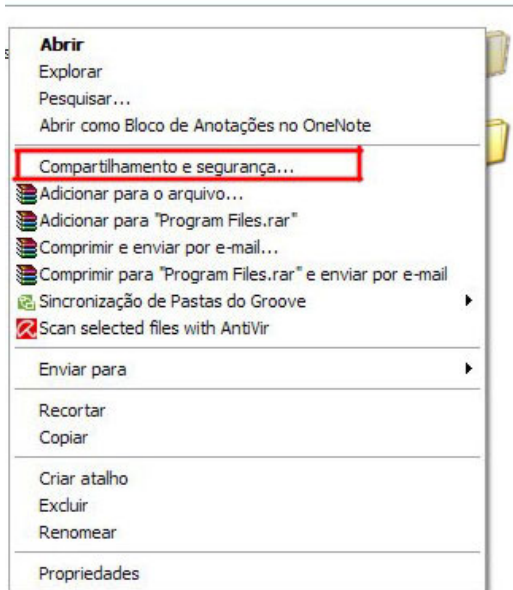 Abrir
Explorar
Pesquisar...
Abrir como Bloco de Anotações no OneNote
Compartilhamento e segurança...
Adicionar para o arquivo...
Adicionar para "Program Files.rar"
Comprimir e enviar por e-mail...
Comprimir para "Program Files.rar" e enviar por e-mail
Sincronização de Pastas do Groove
Scan selected files with AntiVir
Enviar para
Recortar
Copiar
Criar atalho
Excluir
Renomear
Propriedades